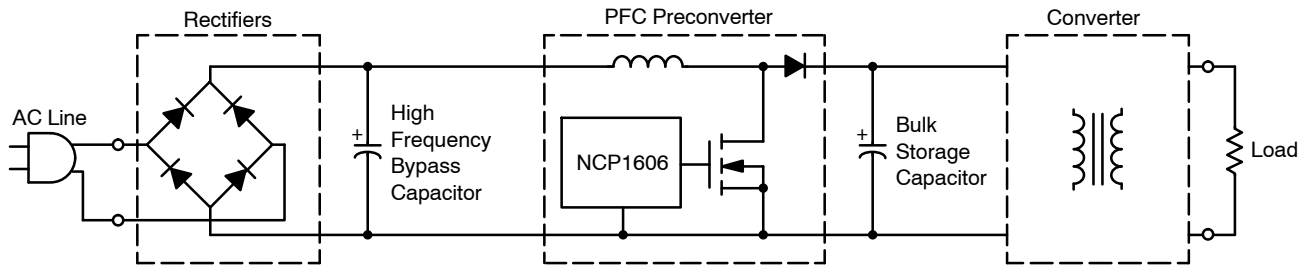 Rectifiers
PFC Preconverter
Converter
AC Line
+
High
Frequency
Bypass
Capacitor
NCP1606
+
Bulk
Storage
Capacitor
Load